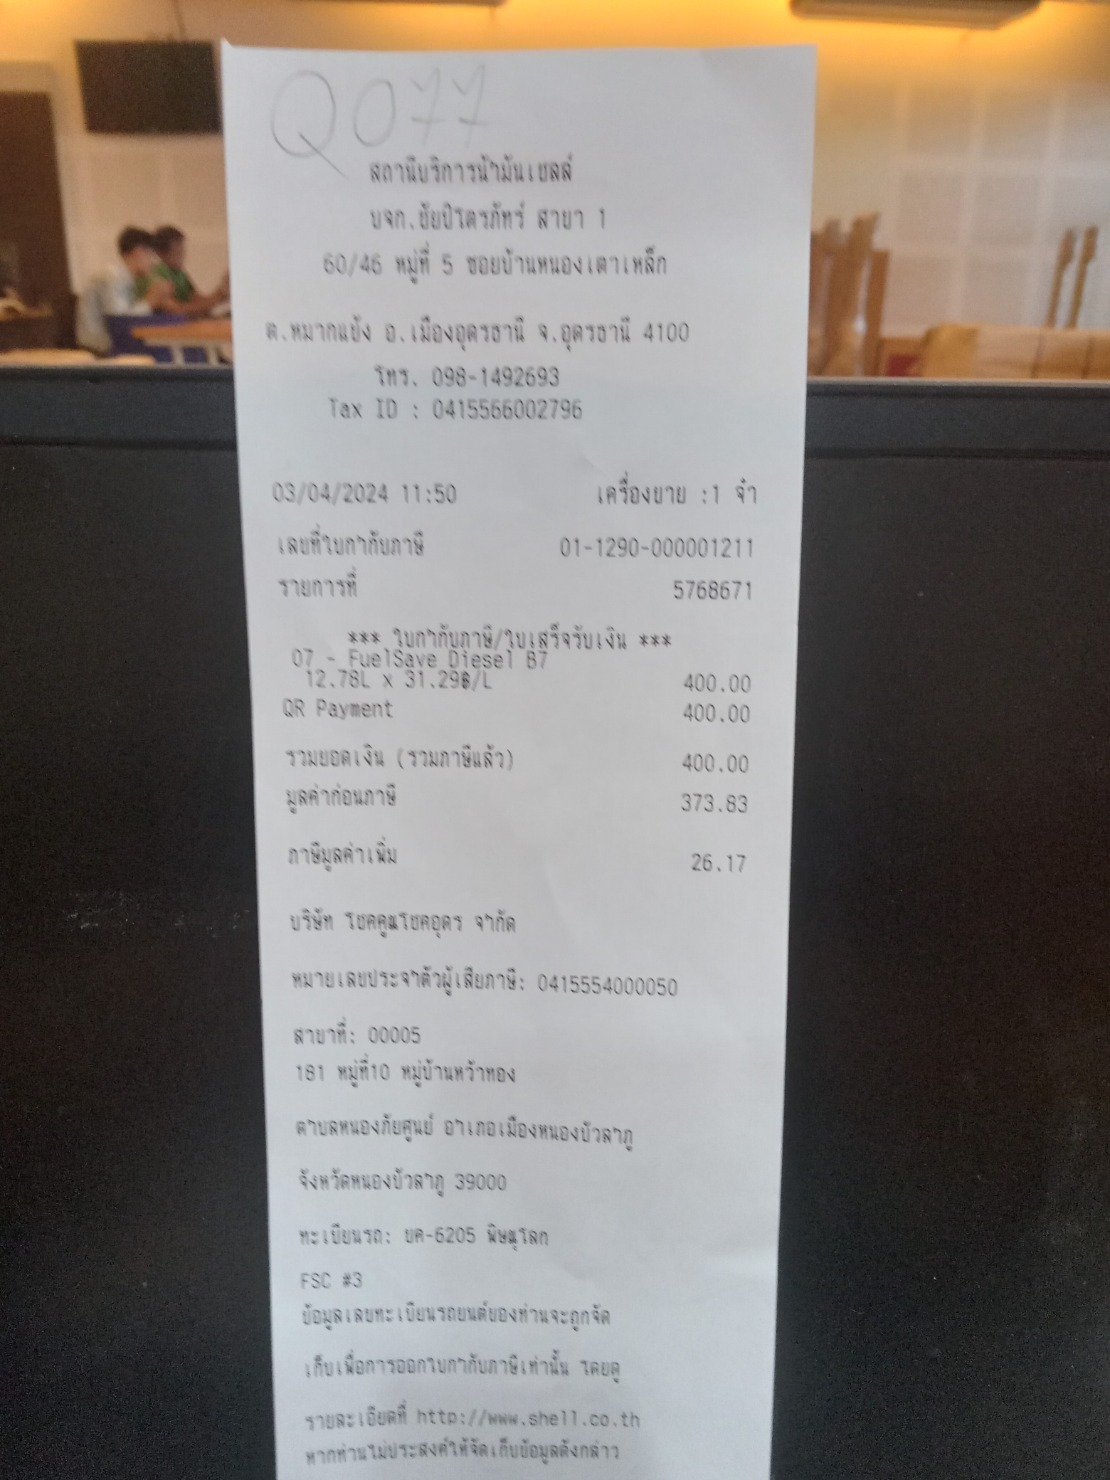 Q077
สถานีบริการน้ำมันเชลล์
บจก.ชัยปิโตรภัทร์ สาขา 1
60/46 หมู่ที่ 5 ซอยบ้านหนองเตาเหล็ก
ต.หมากแข้ง อ.เมืองอุดรธานี จ.อุดรธานี 4100
โทร. 098-1492693
Tax ID : 0415566002796
03/04/2024 11:50 เครื่องขาย :1 จำ
เลขที่ใบกำกับภาษี 01-1290-000001211
รายการที่ 5768671
*** ใบกำกับภาษี/ใบเสร็จรับเงิน ***
07 - FuelSave Diesel B7
12.78L x 31.29฿/L 400.00
QR Payment 400.00
รวมยอดเงิน (รวมภาษีแล้ว) 400.00
มูลค่าก่อนภาษี 373.83
ภาษีมูลค่าเพิ่ม 26.17
บริษัท โชคคูณโชคอุดร จำกัด
หมายเลขประจำตัวผู้เสียภาษี: 0415554000050
สาขาที่: 00005
181 หมู่ที่10 หมู่บ้านหว้าทอง
ตำบลหนองภัยศูนย์ อำเภอเมืองหนองบัวลำภู
จังหวัดหนองบัวลำภู 39000
ทะเบียนรถ: ยค-6205 พิษณุโลก
FSC #3
ข้อมูลเลขทะเบียนรถยนต์ของท่านจะถูกจัด
เก็บเพื่อการออกใบกำกับภาษีเท่านั้น โดยดู
รายละเอียดที่ http://www.shell.co.th
หากท่านไม่ประสงค์ให้จัดเก็บข้อมูลดังกล่าว